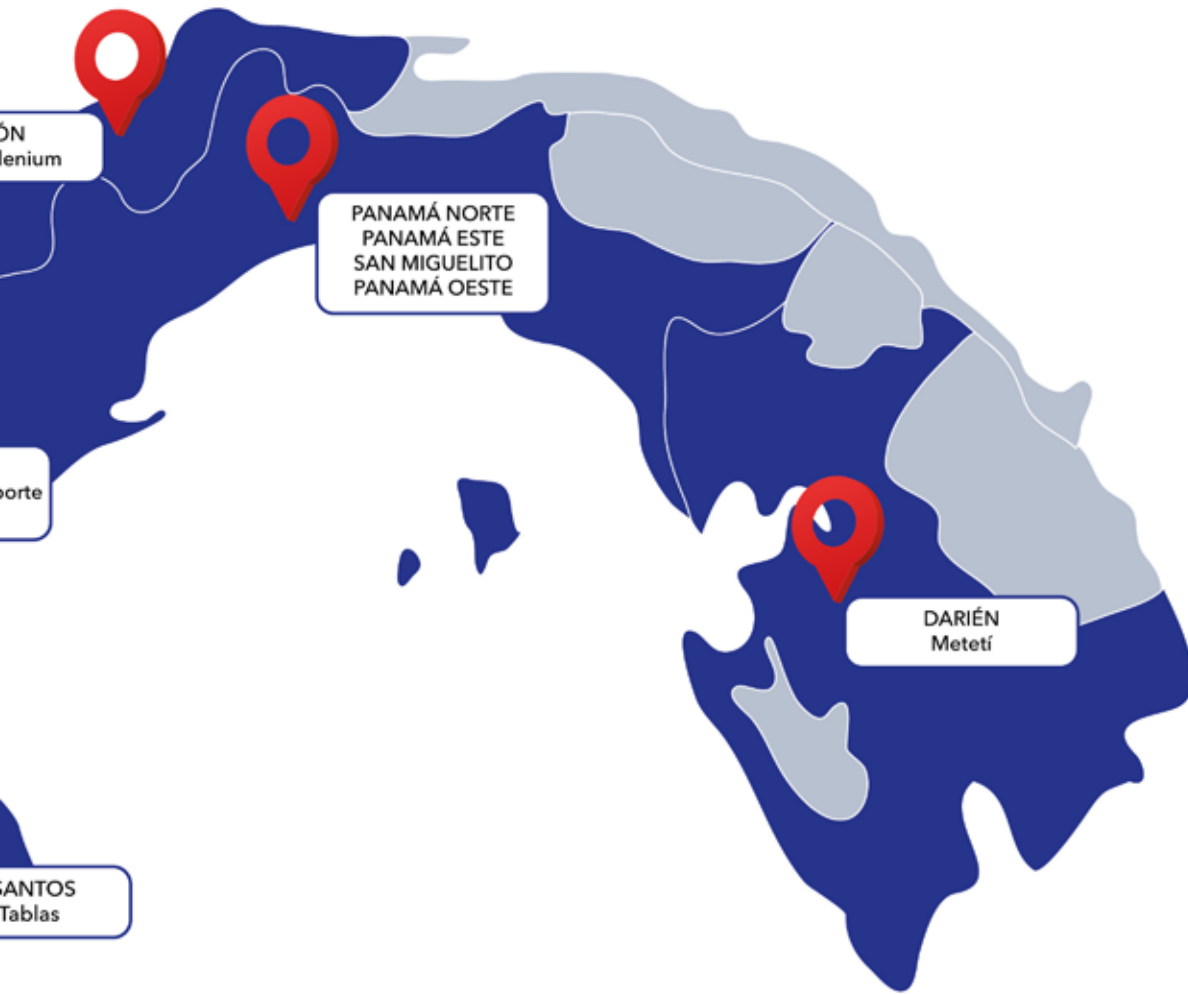 ÓN
lenium
PANAMÁ NORTE
PANAMÁ ESTE
SAN MIGUELITO
PANAMÁ OESTE
porte
DARIÉN
Metetí
SANTOS
Tablas